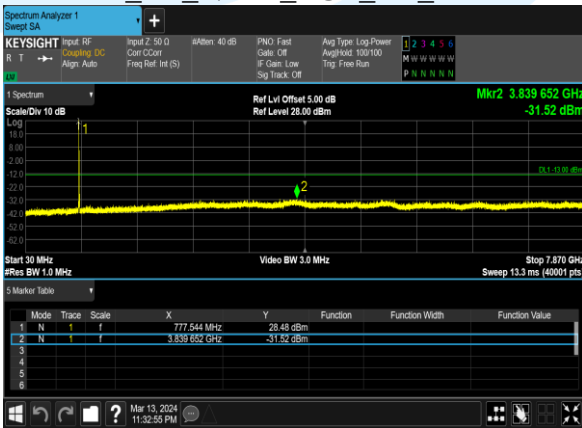 Spectrum Analyzer 1
Swept SA
+
KEYSIGHT Input: RF Input Z: 50 Ω #Atten: 40 dB PNO: Fast Avg Type: Log-Power 1 2 3 4 5 6
R T Coupling: DC Corr CCorr Gate: Off Avg|Hold: 100/100 M W W W W W
Align: Auto Freq Ref: Int (S) IF Gain: Low Trig: Free Run
LV Sig Track: Off P N N N N N
1 Spectrum Ref Lvl Offset 5.00 dB Mkr2 3.839 652 GHz
Scale/Div 10 dB Ref Level 28.00 dBm -31.52 dBm
Log
18.0 1
8.00
-2.00
-12.0 DL1 -13.00 dBm
-22.0 2
-32.0
-42.0
-52.0
-62.0
Start 30 MHz Video BW 3.0 MHz Stop 7.870 GHz
#Res BW 1.0 MHz Sweep 13.3 ms (40001 pts
5 Marker Table
Mode Trace Scale X Y Function Function Width Function Value
1 N 1 f 777.544 MHz 28.48 dBm
2 N 1 f 3.839 652 GHz -31.52 dBm
3
4
5
6
? Mar 13, 2024
11:32:55 PM